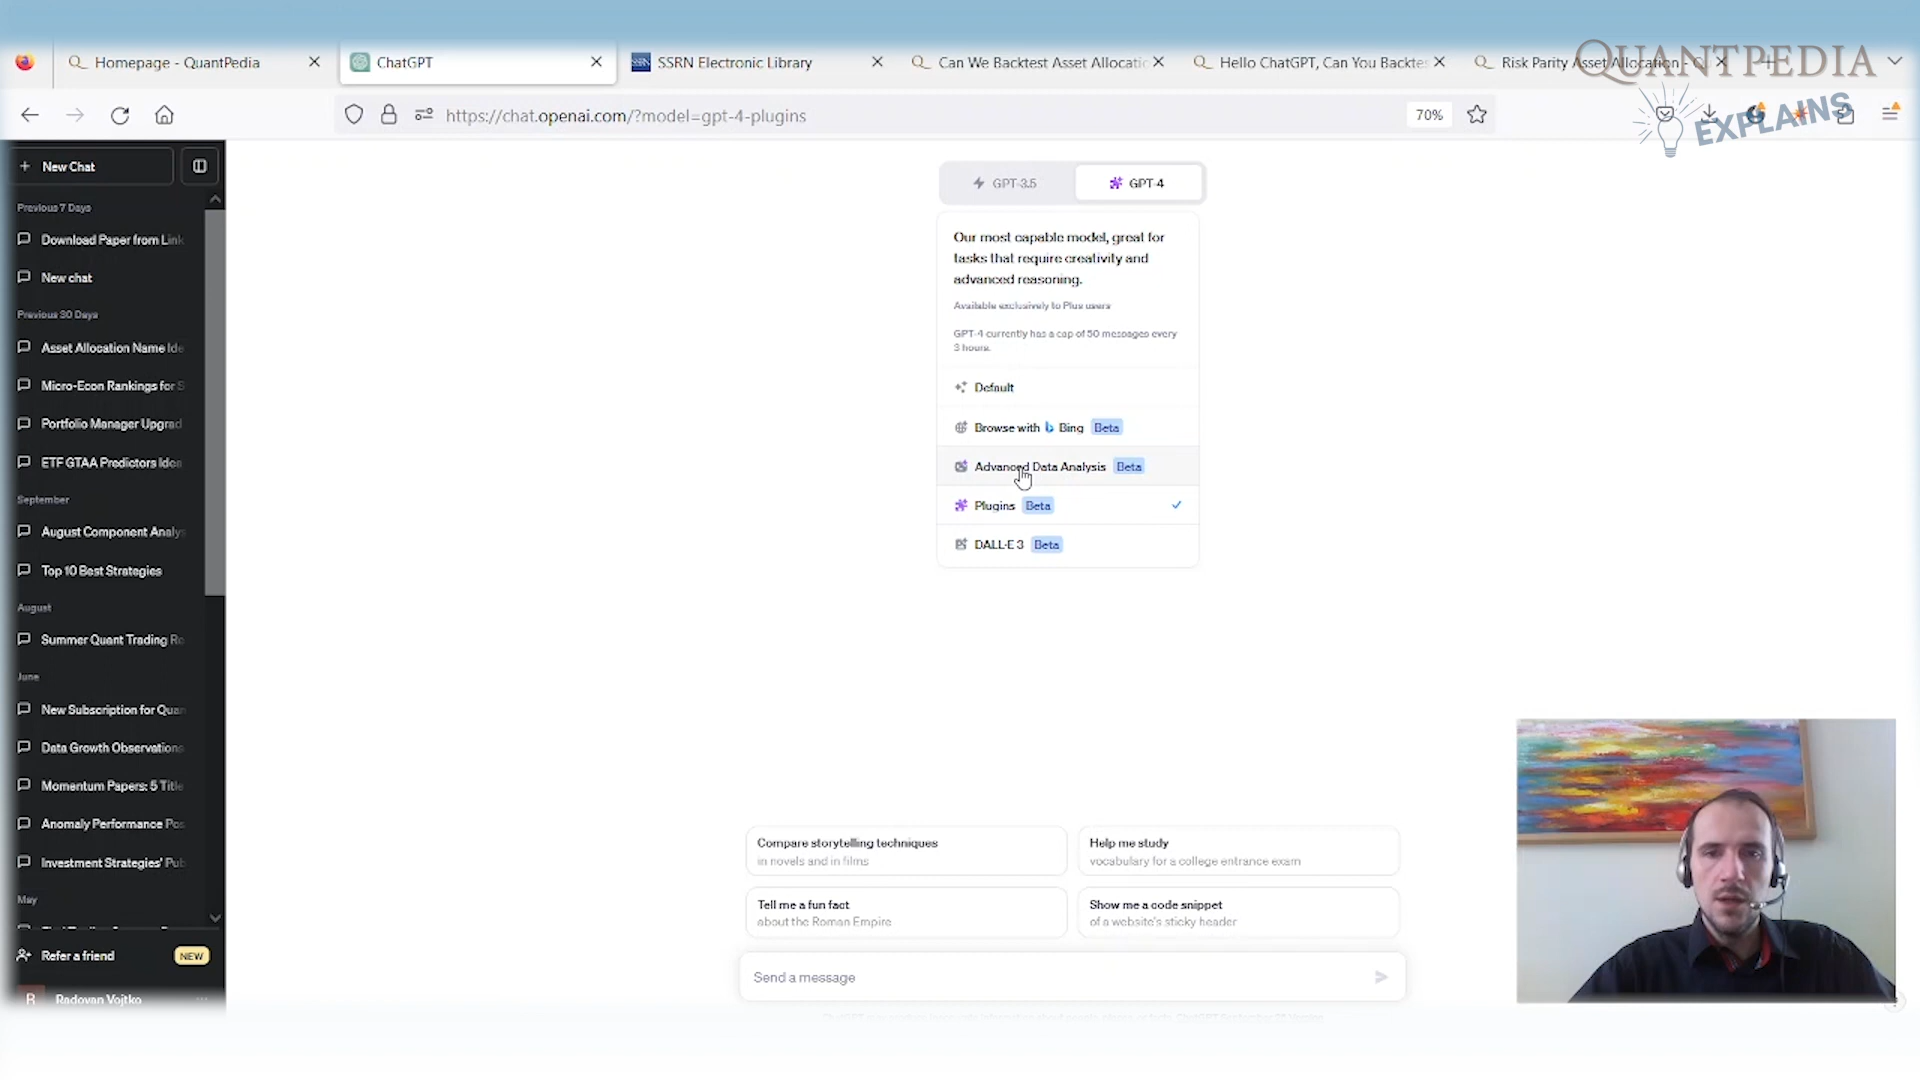 Homepage - QuantPedia
ChatGPT
SSRN Electronic Library
Can We Backtest Asset Allocatio
Hello ChatGPT, Can You Backtes
Risk Parity Asset Allocation - Q
QUANTPEDIA
EXPLAINS
https://chat.openai.com/?model=gpt-4-plugins
70%
New Chat
Previous 7 Days
Download Paper from Link
New chat
Previous 30 Days
Asset Allocation Name Ide
Micro-Econ Rankings for S
Portfolio Manager Upgrad
ETF GTAA Predictors Idea
September
August Component Analys
Top 10 Best Strategies
August
Summer Quant Trading Ro
June
New Subscription for Quan
Data Growth Observations
Momentum Papers: 5 Title
Anomaly Performance Pos
Investment Strategies' Pub
May
Refer a friend
NEW
R
Radovan Vojtko
GPT-3.5
GPT-4
Our most capable model, great for
tasks that require creativity and
advanced reasoning.
Available exclusively to Plus users
GPT-4 currently has a cap of 50 messages every
3 hours.
Default
Browse with Bing Beta
Advanced Data Analysis Beta
Plugins Beta
DALL·E 3 Beta
Compare storytelling techniques
in novels and in films
Help me study
vocabulary for a college entrance exam
Tell me a fun fact
about the Roman Empire
Show me a code snippet
of a website's sticky header
Send a message